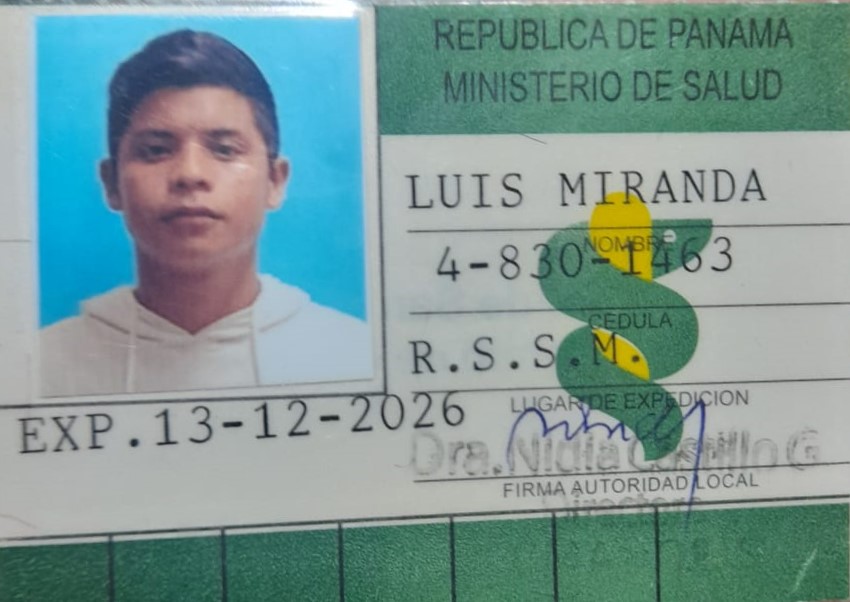 REPUBLICA DE PANAMA
MINISTERIO DE SALUD
LUIS MIRANDA
NOMBRE
4-830-1463
CEDULA
R.S.S.M.
LUGAR DE EXPEDICION
EXP.13-12-2026
Dra. Nidia Castillo G
FIRMA AUTORIDAD LOCAL
Directora